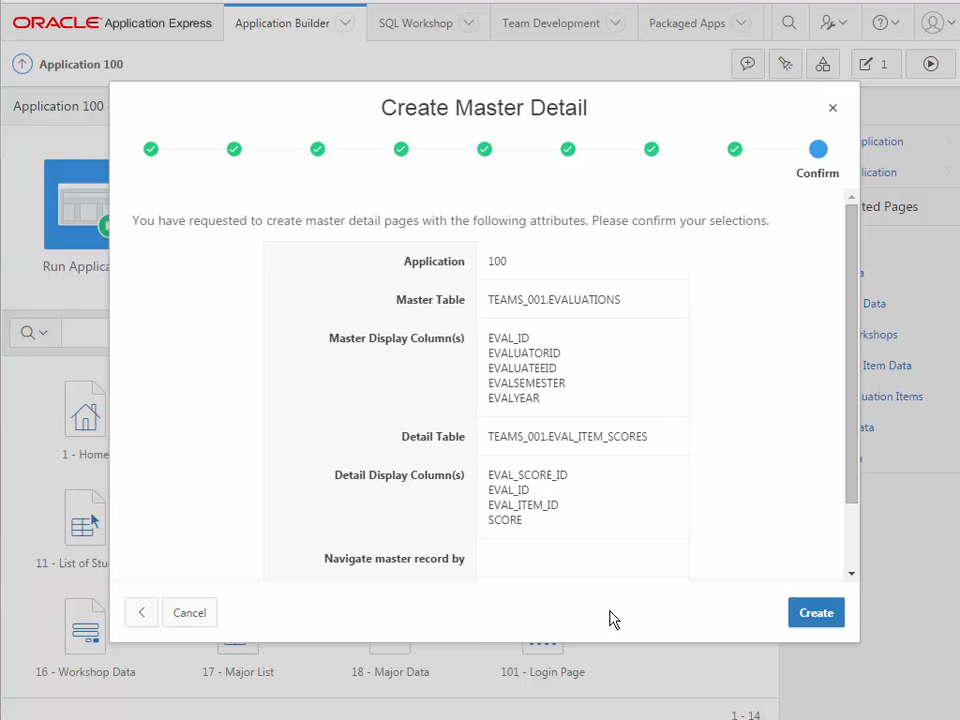 ORACLE Application Express
Application Builder
SQL Workshop
Team Development
Packaged Apps
Application 100
1
Application 100
Create Master Detail
Confirm
You have requested to create master detail pages with the following attributes. Please confirm your selections.
Application 100
Master Table TEAMS_001.EVALUATIONS
Master Display Column(s) EVAL_ID
EVALUATORID
EVALUATEEID
EVALSEMESTER
EVALYEAR
Detail Table TEAMS_001.EVAL_ITEM_SCORES
Detail Display Column(s) EVAL_SCORE_ID
EVAL_ID
EVAL_ITEM_ID
SCORE
Navigate master record by
Cancel
Create
Run Applica
plication
lication
ted Pages
a
Data
kshops
Item Data
uation Items
ata
1 - Home
11 - List of Stu
16 - Workshop Data
17 - Major List
18 - Major Data
101 - Login Page
1 - 14